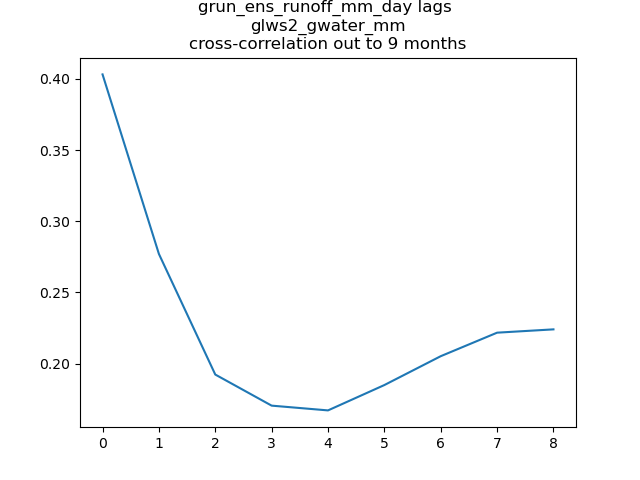 grun_ens_runoff_mm_day lags
glws2_gwater_mm
cross-correlation out to 9 months
0.40
0.35
0.30
0.25
0.20
0 1 2 3 4 5 6 7 8